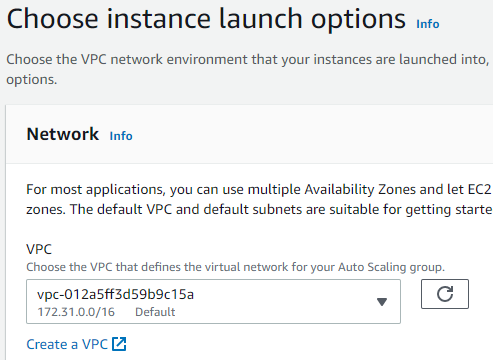 Choose instance launch options Info
Choose the VPC network environment that your instances are launched into,
options.
Network Info
For most applications, you can use multiple Availability Zones and let EC2
zones. The default VPC and default subnets are suitable for getting starte
VPC
Choose the VPC that defines the virtual network for your Auto Scaling group.
vpc-012a5ff3d59b9c15a
172.31.0.0/16 Default
Create a VPC